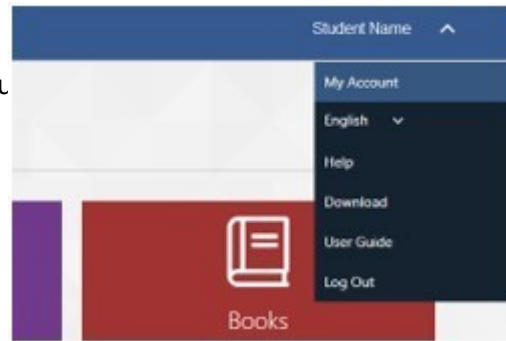 Student Name
My Account
English
Help
Download
User Guide
Log Out
Books